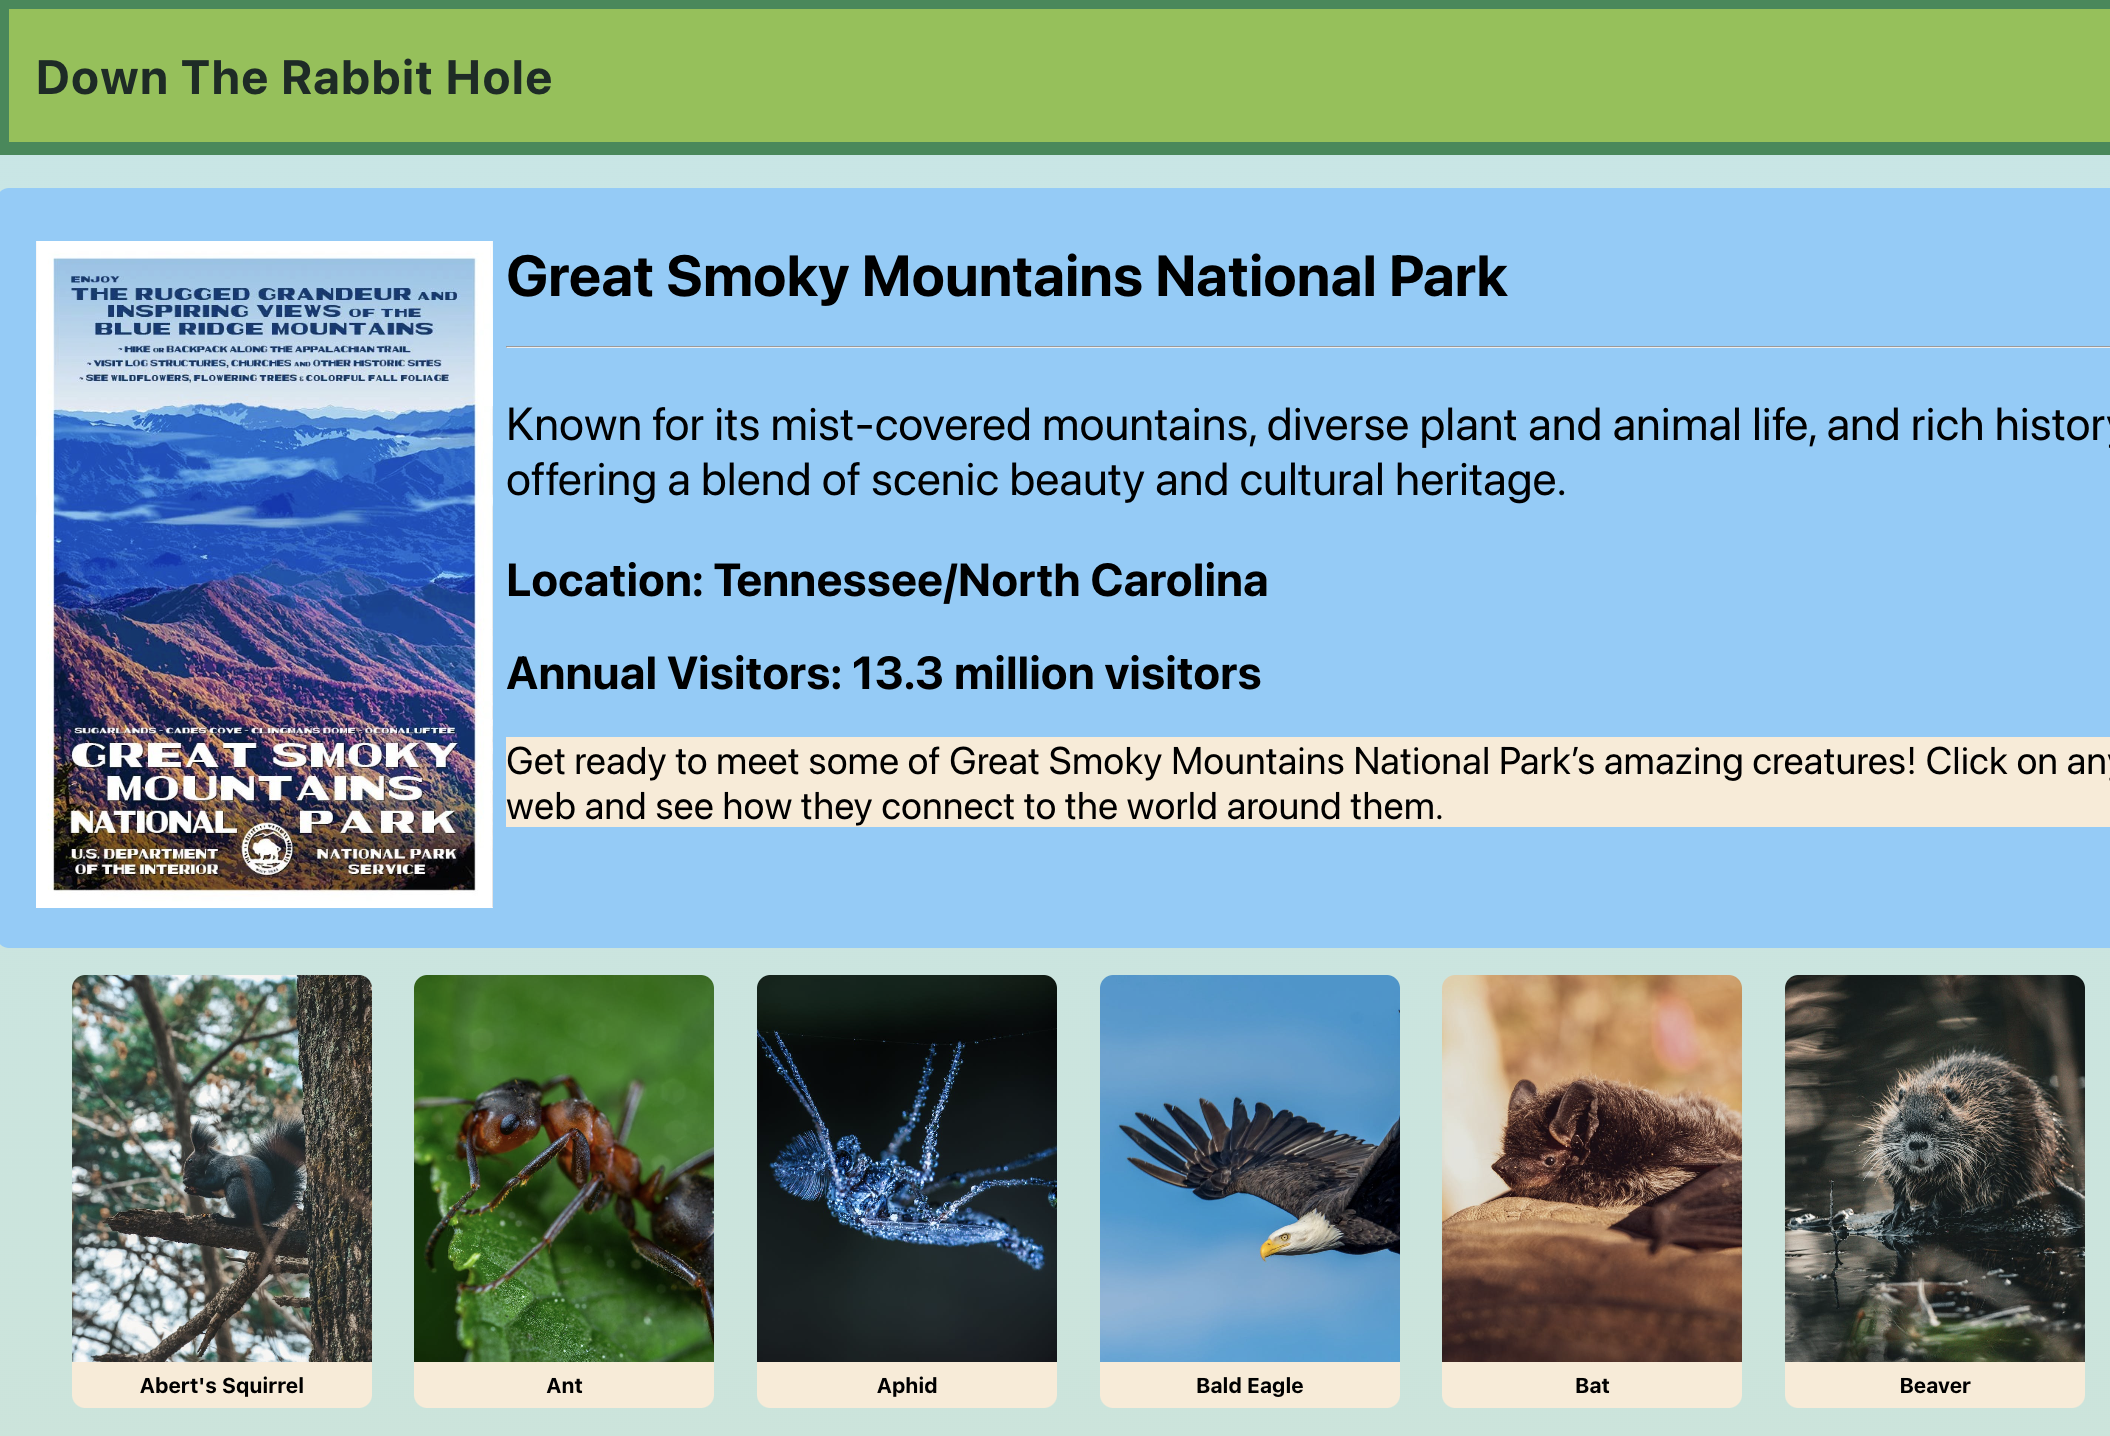 Down The Rabbit Hole
ENJOY
THE RUGGED GRANDEUR AND
INSPIRING VIEWS OF THE
BLUE RIDGE MOUNTAINS
- HIKE OR BACKPACK ALONG THE APPALACHIAN TRAIL
- VISIT LOG STRUCTURES, CHURCHES AND OTHER HISTORIC SITES
- SEE WILDFLOWERS, FLOWERING TREES & COLORFUL FALL FOLIAGE
SUGARLANDS - CADES COVE - CLINGMANS DOME - OCONALUFTEE
GREAT SMOKY
MOUNTAINS
NATIONAL PARK
U.S. DEPARTMENT
OF THE INTERIOR
NATIONAL PARK
SERVICE
Great Smoky Mountains National Park
Known for its mist-covered mountains, diverse plant and animal life, and rich history
offering a blend of scenic beauty and cultural heritage.
Location: Tennessee/North Carolina
Annual Visitors: 13.3 million visitors
Get ready to meet some of Great Smoky Mountains National Park’s amazing creatures! Click on any
web and see how they connect to the world around them.
Abert's Squirrel
Ant
Aphid
Bald Eagle
Bat
Beaver